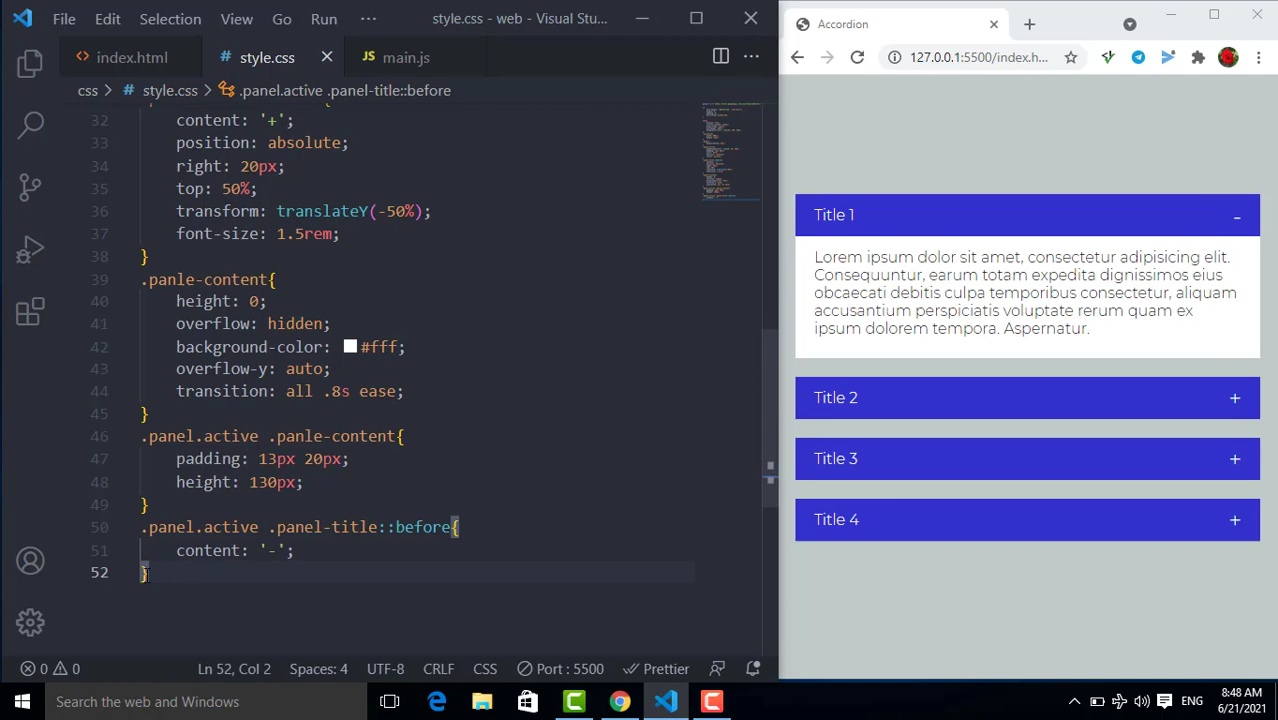 File Edit Selection View Go Run ··· style.css - web - Visual Stu...
index.html # style.css JS main.js ···
css > # style.css > .panel.active .panel-title::before
32 content: '+';
33 position: absolute;
34 right: 20px;
35 top: 50%;
36 transform: translateY(-50%);
37 font-size: 1.5rem;
38 }
39 .panle-content{
40 height: 0;
41 overflow: hidden;
42 background-color: #fff;
43 overflow-y: auto;
44 transition: all .8s ease;
45 }
46 .panel.active .panle-content{
47 padding: 13px 20px;
48 height: 130px;
49 }
50 .panel.active .panel-title::before{
51 content: '-';
52 }
0 0 Ln 52, Col 2 Spaces: 4 UTF-8 CRLF CSS Port : 5500 Prettier
Accordion
127.0.0.1:5500/index.h...
Title 1 -
Lorem ipsum dolor sit amet, consectetur adipisicing elit.
Consequuntur, earum totam expedita dignissimos eius
obcaecati debitis culpa temporibus consectetur, aliquam
accusantium perspiciatis voluptate rerum quam ex
ipsum dolorem tempora. Aspernatur.
Title 2 +
Title 3 +
Title 4 +
Search the web and Windows
ENG
8:48 AM
6/21/2021